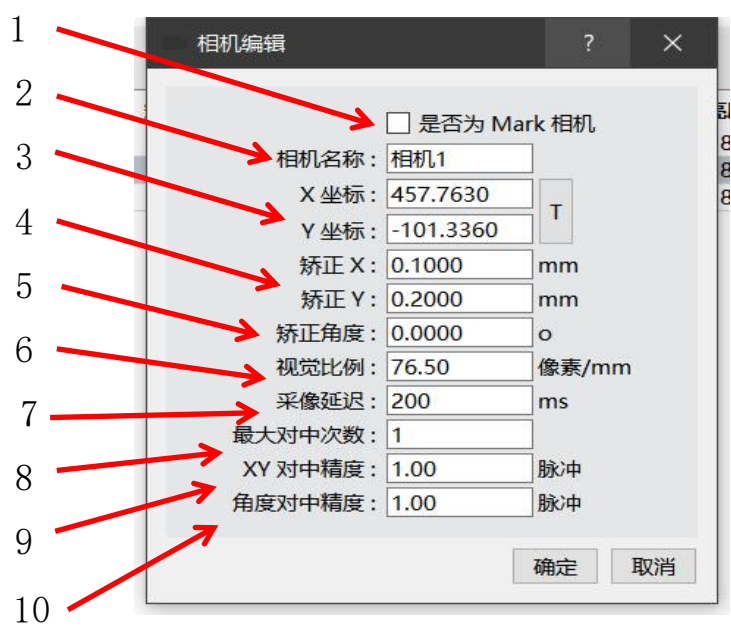 相机编辑 ? ×
1
是否为 Mark 相机
2
相机名称：相机1
3
X 坐标：457.7630
T
Y 坐标：-101.3360
4
矫正 X：0.1000 mm
矫正 Y：0.2000 mm
5
矫正角度：0.0000 o
6
视觉比例：76.50 像素/mm
7
采像延迟：200 ms
8
最大对中次数：1
9
XY 对中精度：1.00 脉冲
10
角度对中精度：1.00 脉冲
确定 取消
8
8
8